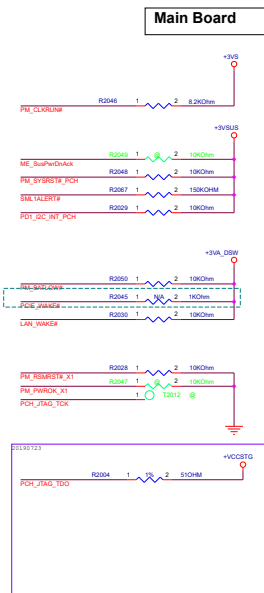 Main Board
+3VS
R2046 1 2 8.2KOhm
PM_CLKRUN#
+3VSUS
R2049 1 @ 2 10KOhm
ME_SusPwrDnAck
R2048 1 2 10KOhm
PM_SYSRST#_PCH
R2067 1 2 150KOHM
SML1ALERT#
R2029 1 2 10KOhm
PD1_I2C_INT_PCH
+3VA_DSW
R2050 1 2 10KOhm
PM_BATLOW#
R2045 1 N/A 2 1KOhm
PCIE_WAKE#
R2030 1 2 10KOhm
LAN_WAKE#
R2028 1 2 10KOhm
PM_RSMRST#_X1
R2047 1 @ 2 10KOhm
PM_PWROK_X1
1 T2012 @
PCH_JTAG_TCK
20190723
+VCCSTG
R2004 1 1% 2 51OHM
PCH_JTAG_TDO